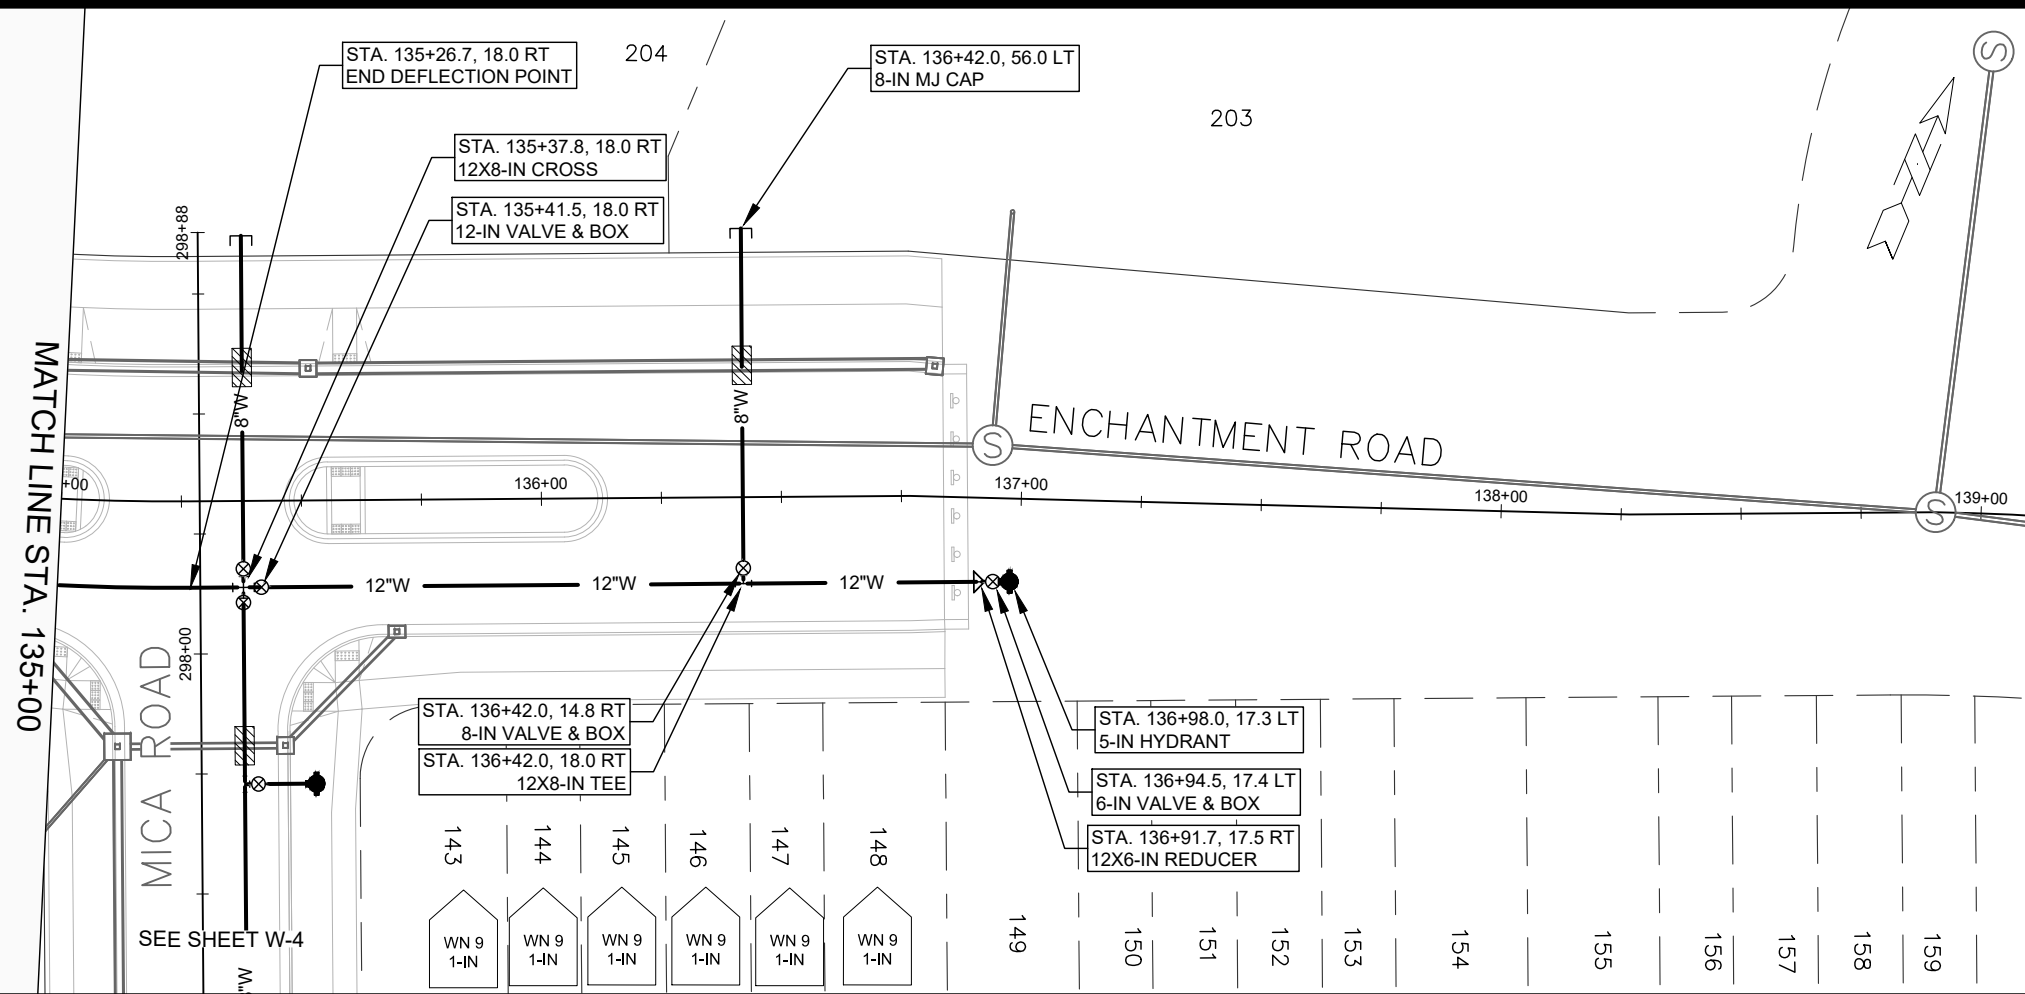 STA. 135+26.7, 18.0 RT
END DEFLECTION POINT
204
STA. 136+42.0, 56.0 LT
8-IN MJ CAP
203
STA. 135+37.8, 18.0 RT
12X8-IN CROSS
STA. 135+41.5, 18.0 RT
12-IN VALVE & BOX
298+88
MATCH LINE STA. 135+00
8"W
8"W
ENCHANTMENT ROAD
S
S
S
+00
136+00
137+00
138+00
139+00
12"W
12"W
12"W
298+00
MICA ROAD
STA. 136+42.0, 14.8 RT
8-IN VALVE & BOX
STA. 136+42.0, 18.0 RT
12X8-IN TEE
STA. 136+98.0, 17.3 LT
5-IN HYDRANT
STA. 136+94.5, 17.4 LT
6-IN VALVE & BOX
STA. 136+91.7, 17.5 RT
12X6-IN REDUCER
143
144
145
146
147
148
149
150
151
152
153
154
155
156
157
158
159
WN 9
1-IN
WN 9
1-IN
WN 9
1-IN
WN 9
1-IN
WN 9
1-IN
WN 9
1-IN
SEE SHEET W-4
"W